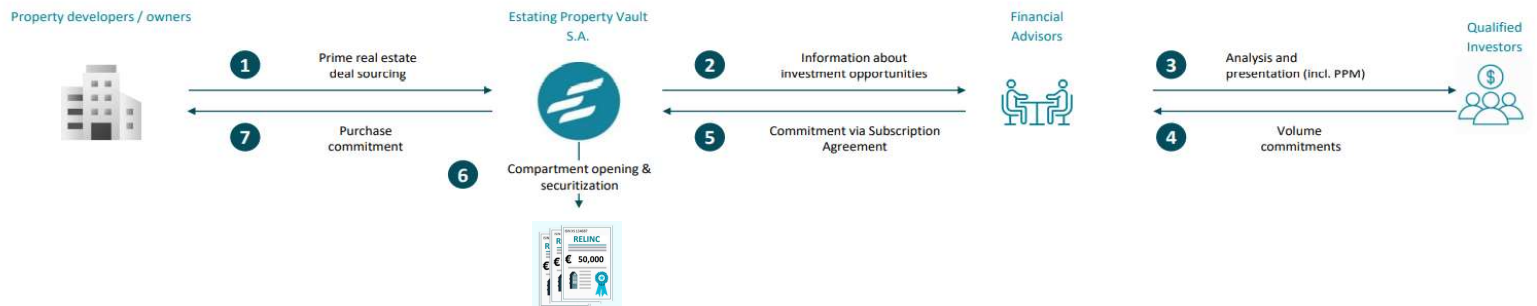 Property developers / owners
Estating Property Vault
S.A.
Financial
Advisors
Qualified
Investors
1
Prime real estate
deal sourcing
2
Information about
investment opportunities
3
Analysis and
presentation (incl. PPM)
7
Purchase
commitment
5
Commitment via Subscription
Agreement
4
Volume
commitments
6
Compartment opening &
securitization
RELINC
€ 50,000
R
€
R
€